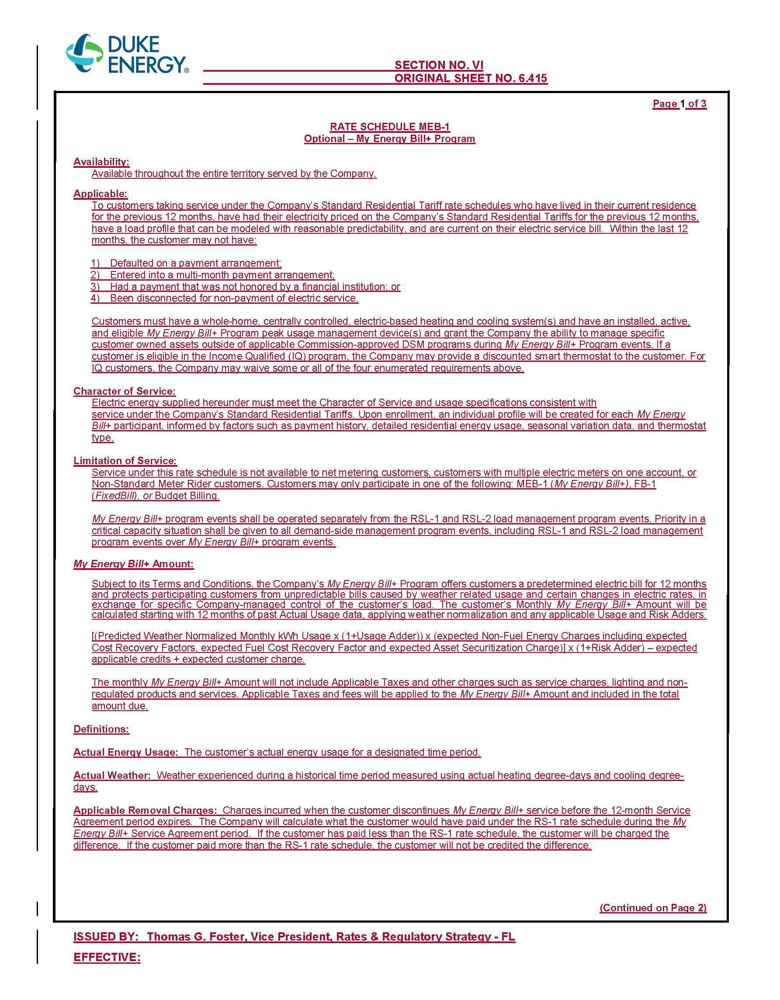 DUKE
ENERGY®
SECTION NO. VI
ORIGINAL SHEET NO. 6.415
Page 1 of 3
RATE SCHEDULE MEB-1
Optional – My Energy Bill+ Program
Availability:
Available throughout the entire territory served by the Company.
Applicable:
To customers taking service under the Company's Standard Residential Tariff rate schedules who have lived in their current residence
for the previous 12 months, have had their electricity priced on the Company's Standard Residential Tariffs for the previous 12 months,
have a load profile that can be modeled with reasonable predictability, and are current on their electric service bill.  Within the last 12
months, the customer may not have:
1) Defaulted on a payment arrangement;
2) Entered into a multi-month payment arrangement;
3) Had a payment that was not honored by a financial institution; or
4) Been disconnected for non-payment of electric service.
Customers must have a whole-home, centrally controlled, electric-based heating and cooling system(s) and have an installed, active,
and eligible My Energy Bill+ Program peak usage management device(s) and grant the Company the ability to manage specific
customer owned assets outside of applicable Commission-approved DSM programs during My Energy Bill+ Program events. If a
customer is eligible in the Income Qualified (IQ) program, the Company may provide a discounted smart thermostat to the customer. For
IQ customers, the Company may waive some or all of the four enumerated requirements above.
Character of Service:
Electric energy supplied hereunder must meet the Character of Service and usage specifications consistent with
service under the Company's Standard Residential Tariffs. Upon enrollment, an individual profile will be created for each My Energy
Bill+ participant, informed by factors such as payment history, detailed residential energy usage, seasonal variation data, and thermostat
type.
Limitation of Service:
Service under this rate schedule is not available to net metering customers, customers with multiple electric meters on one account, or
Non-Standard Meter Rider customers. Customers may only participate in one of the following: MEB-1 (My Energy Bill+), FB-1
(FixedBill), or Budget Billing.
My Energy Bill+ program events shall be operated separately from the RSL-1 and RSL-2 load management program events. Priority in a
critical capacity situation shall be given to all demand-side management program events, including RSL-1 and RSL-2 load management
program events over My Energy Bill+ program events.
My Energy Bill+ Amount:
Subject to its Terms and Conditions, the Company's My Energy Bill+ Program offers customers a predetermined electric bill for 12 months
and protects participating customers from unpredictable bills caused by weather related usage and certain changes in electric rates, in
exchange for specific Company-managed control of the customer's load. The customer's Monthly My Energy Bill+ Amount will be
calculated starting with 12 months of past Actual Usage data, applying weather normalization and any applicable Usage and Risk Adders.
[(Predicted Weather Normalized Monthly kWh Usage x (1+Usage Adder)) x (expected Non-Fuel Energy Charges including expected
Cost Recovery Factors, expected Fuel Cost Recovery Factor and expected Asset Securitization Charge)] x (1+Risk Adder) – expected
applicable credits + expected customer charge.
The monthly My Energy Bill+ Amount will not include Applicable Taxes and other charges such as service charges, lighting and non-
regulated products and services. Applicable Taxes and fees will be applied to the My Energy Bill+ Amount and included in the total
amount due.
Definitions:
Actual Energy Usage:  The customer's actual energy usage for a designated time period.
Actual Weather:  Weather experienced during a historical time period measured using actual heating degree-days and cooling degree-
days.
Applicable Removal Charges:  Charges incurred when the customer discontinues My Energy Bill+ service before the 12-month Service
Agreement period expires.  The Company will calculate what the customer would have paid under the RS-1 rate schedule during the My
Energy Bill+ Service Agreement period.  If the customer has paid less than the RS-1 rate schedule, the customer will be charged the
difference.  If the customer paid more than the RS-1 rate schedule, the customer will not be credited the difference.
(Continued on Page 2)
ISSUED BY:  Thomas G. Foster, Vice President, Rates & Regulatory Strategy - FL
EFFECTIVE: